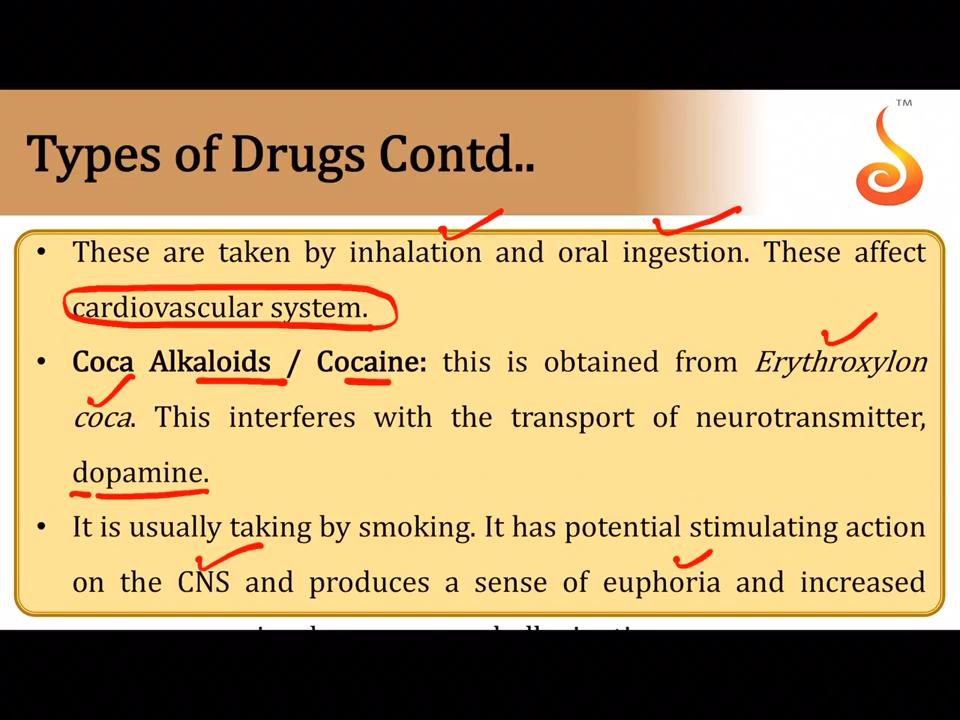 TM
Types of Drugs Contd..
• These are taken by inhalation and oral ingestion. These affect
cardiovascular system.
• Coca Alkaloids / Cocaine: this is obtained from Erythroxylon
coca. This interferes with the transport of neurotransmitter,
dopamine.
• It is usually taking by smoking. It has potential stimulating action
on the CNS and produces a sense of euphoria and increased